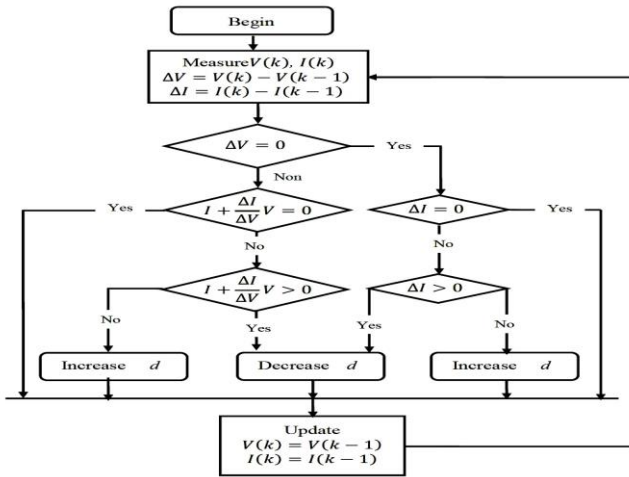 Begin
MeasureV(k), I(k)
ΔV = V(k) − V(k − 1)
ΔI = I(k) − I(k − 1)
ΔV = 0
Yes
Non
Yes
I + ΔI/ΔV V = 0
ΔI = 0
Yes
No
No
I + ΔI/ΔV V > 0
ΔI > 0
No
Yes
Yes
No
Increase d
Decrease d
Increase d
Update
V(k) = V(k − 1)
I(k) = I(k − 1)